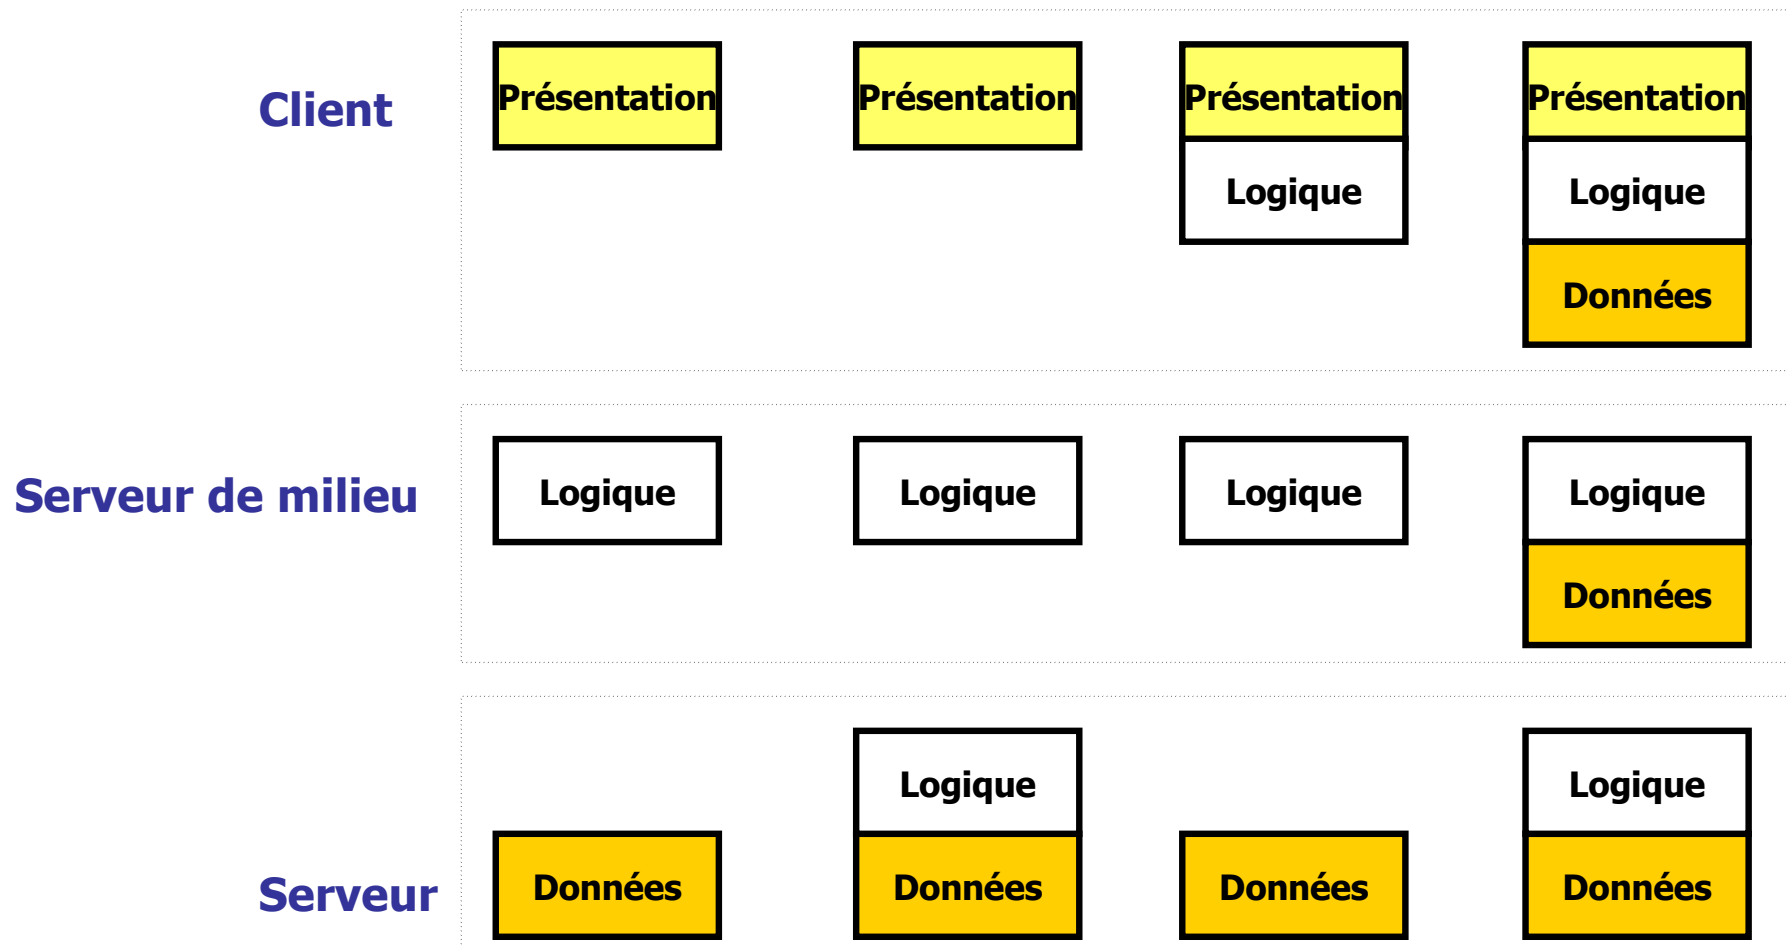 Client
Présentation Présentation Présentation Présentation
Logique Logique
Données
Serveur de milieu
Logique Logique Logique Logique
Données
Serveur
Logique Logique
Données Données Données Données